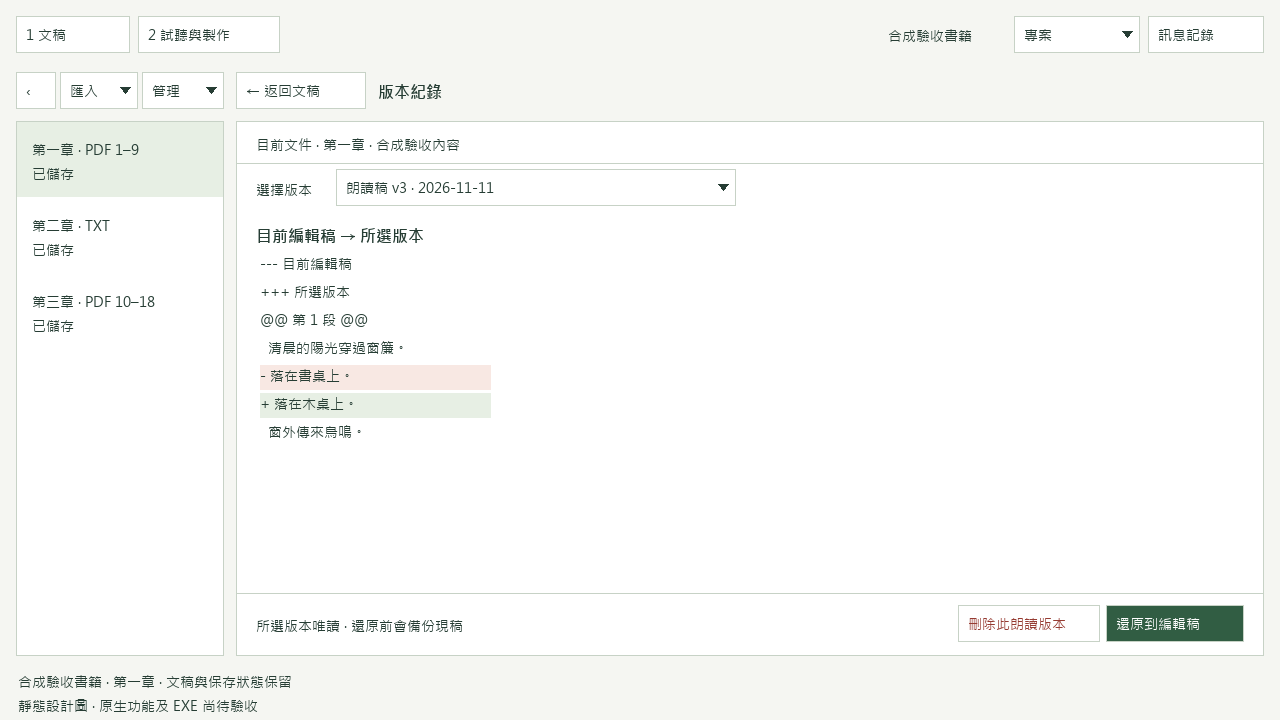 1 文稿
2 試聽與製作
合成驗收書籍
專案
訊息記錄
‹
匯入
管理
← 返回文稿
版本紀錄
第一章 · PDF 1–9
已儲存
第二章 · TXT
已儲存
第三章 · PDF 10–18
已儲存
目前文件 · 第一章 · 合成驗收內容
選擇版本
朗讀稿 v3 · 2026-11-11
目前編輯稿 → 所選版本
--- 目前編輯稿
+++ 所選版本
@@ 第 1 段 @@
清晨的陽光穿過窗簾。
- 落在書桌上。
+ 落在木桌上。
窗外傳來鳥鳴。
所選版本唯讀 · 還原前會備份現稿
刪除此朗讀版本
還原到編輯稿
合成驗收書籍 · 第一章 · 文稿與保存狀態保留
靜態設計圖 · 原生功能及 EXE 尚待驗收